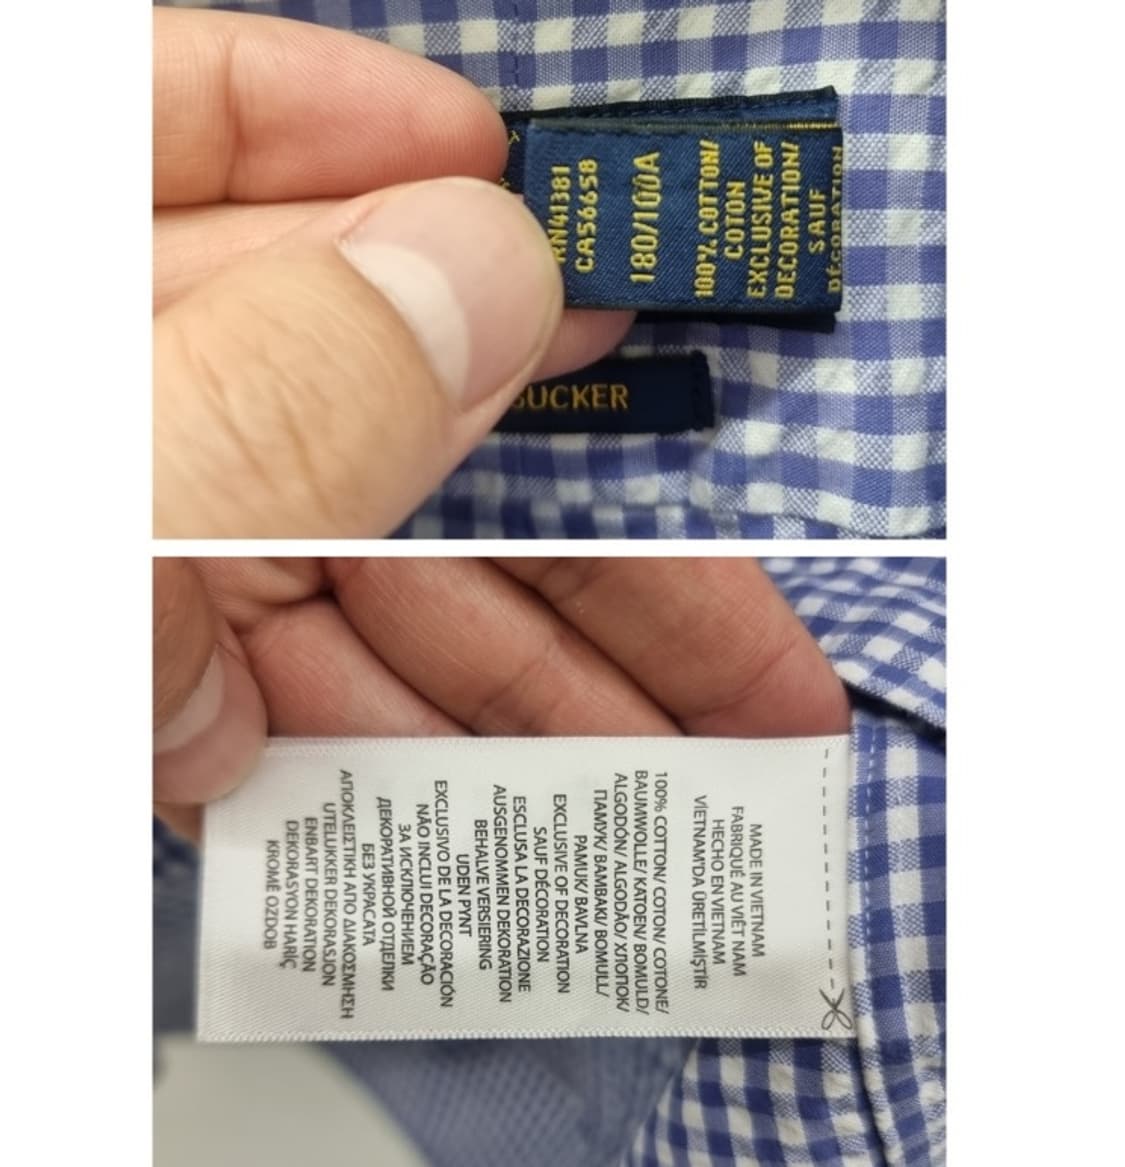 RN41381
CA56658
180/100A
100% COTTON/
COTON
EXCLUSIVE OF
DECORATION/
SAUF
DÉCORATION
SUCKER
MADE IN VIETNAM
FABRIQUÉ AU VIÊT NAM
HECHO EN VIETNAM
VİETNAM'DA ÜRETİLMİŞTİR
100% COTTON/ COTON/ COTONE/
BAUMWOLLE/ KATOEN/ BOMULD/
ALGODÓN/ ALGODÃO/ ХЛОПОК/
ПАМУК/ ΒΑΜΒΑΚΙ/ BOMULL/
PAMUK/ BAVLNA
EXCLUSIVE OF DECORATION
SAUF DÉCORATION
ESCLUSA LA DECORAZIONE
AUSGENOMMEN DEKORATION
BEHALVE VERSIERING
UDEN PYNT
EXCLUSIVO DE LA DECORACIÓN
NÃO INCLUI DECORAÇÃO
ЗА ИСКЛЮЧЕНИЕМ
ДЕКОРАТИВНОЙ ОТДЕЛКИ
БЕЗ УКРАСАТА
ΑΠΟΚΛΕΙΣΤΙΚΗ ΑΠΟ ΔΙΑΚΟΣΜΗΣΗ
UTELUKKER DEKORASJON
ENBART DEKORATION
DEKORASYON HARİÇ
KROMĚ OZDOB